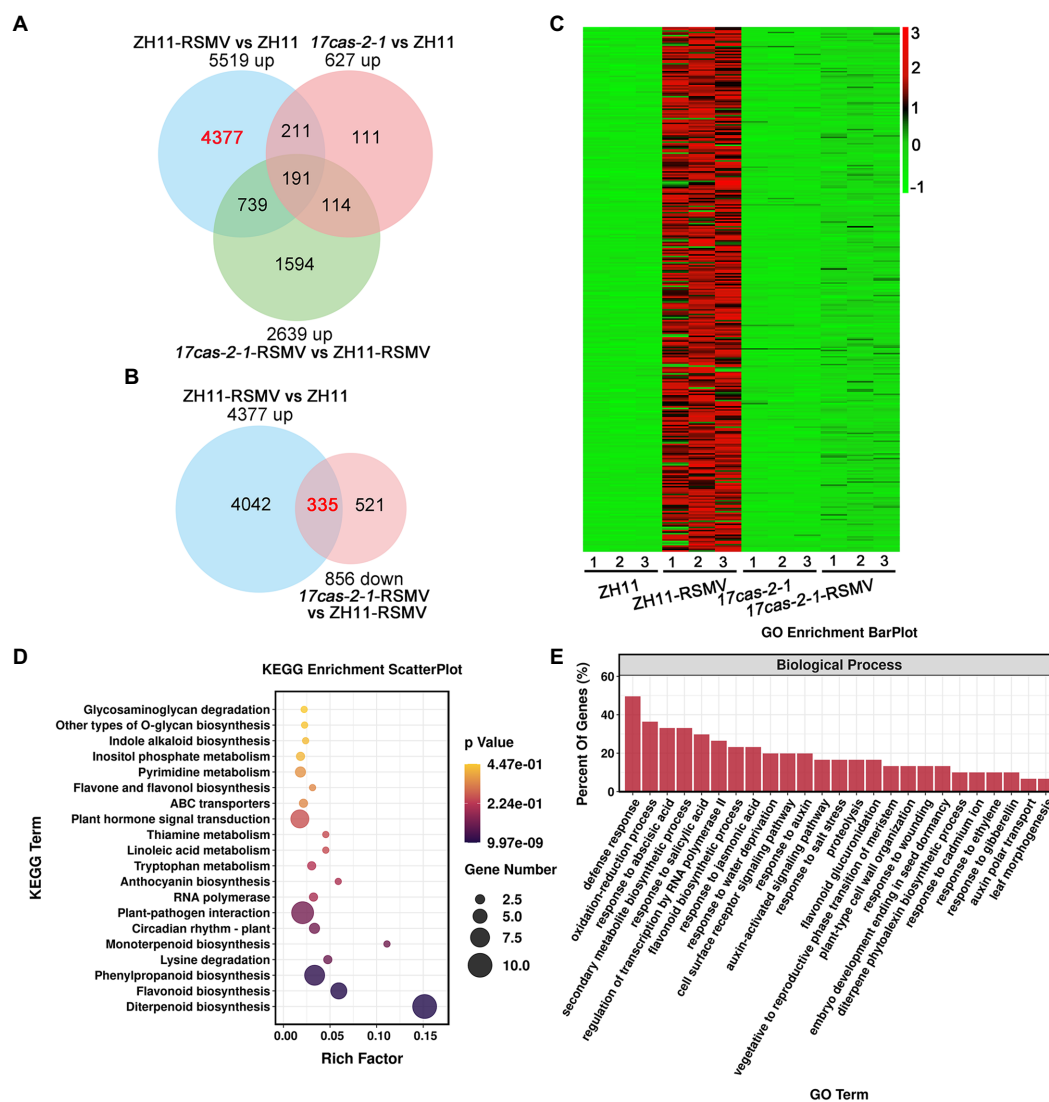 A
ZH11-RSMV vs ZH11
5519 up
17cas-2-1 vs ZH11
627 up
4377
211
111
191
739
114
1594
2639 up
17cas-2-1-RSMV vs ZH11-RSMV
B
ZH11-RSMV vs ZH11
4377 up
4042
335
521
856 down
17cas-2-1-RSMV
vs ZH11-RSMV
C
3
2
1
0
-1
1 2 3 1 2 3 1 2 3 1 2 3
ZH11
ZH11-RSMV
17cas-2-1
17cas-2-1-RSMV
D
KEGG Enrichment ScatterPlot
KEGG Term
Glycosaminoglycan degradation
Other types of O-glycan biosynthesis
Indole alkaloid biosynthesis
Inositol phosphate metabolism
Pyrimidine metabolism
Flavone and flavonol biosynthesis
ABC transporters
Plant hormone signal transduction
Thiamine metabolism
Linoleic acid metabolism
Tryptophan metabolism
Anthocyanin biosynthesis
RNA polymerase
Plant-pathogen interaction
Circadian rhythm - plant
Monoterpenoid biosynthesis
Lysine degradation
Phenylpropanoid biosynthesis
Flavonoid biosynthesis
Diterpenoid biosynthesis
0.00 0.05 0.10 0.15
Rich Factor
p Value
4.47e-01
2.24e-01
9.97e-09
Gene Number
2.5
5.0
7.5
10.0
E
GO Enrichment BarPlot
Biological Process
Percent Of Genes (%)
60
40
20
0
defense response
oxidation-reduction process
response to abscisic acid
secondary metabolite biosynthetic process
response to salicylic acid
regulation of transcription by RNA polymerase II
flavonoid biosynthetic process
response to jasmonic acid
response to water deprivation
cell surface receptor signaling pathway
response to auxin
auxin-activated signaling pathway
response to salt stress
proteolysis
flavonoid glucuronidation
vegetative to reproductive phase transition of meristem
plant-type cell wall organization
response to wounding
embryo development ending in seed dormancy
diterpene phytoalexin biosynthetic process
response to cadmium ion
response to ethylene
response to gibberellin
auxin polar transport
leaf morphogenesis
GO Term